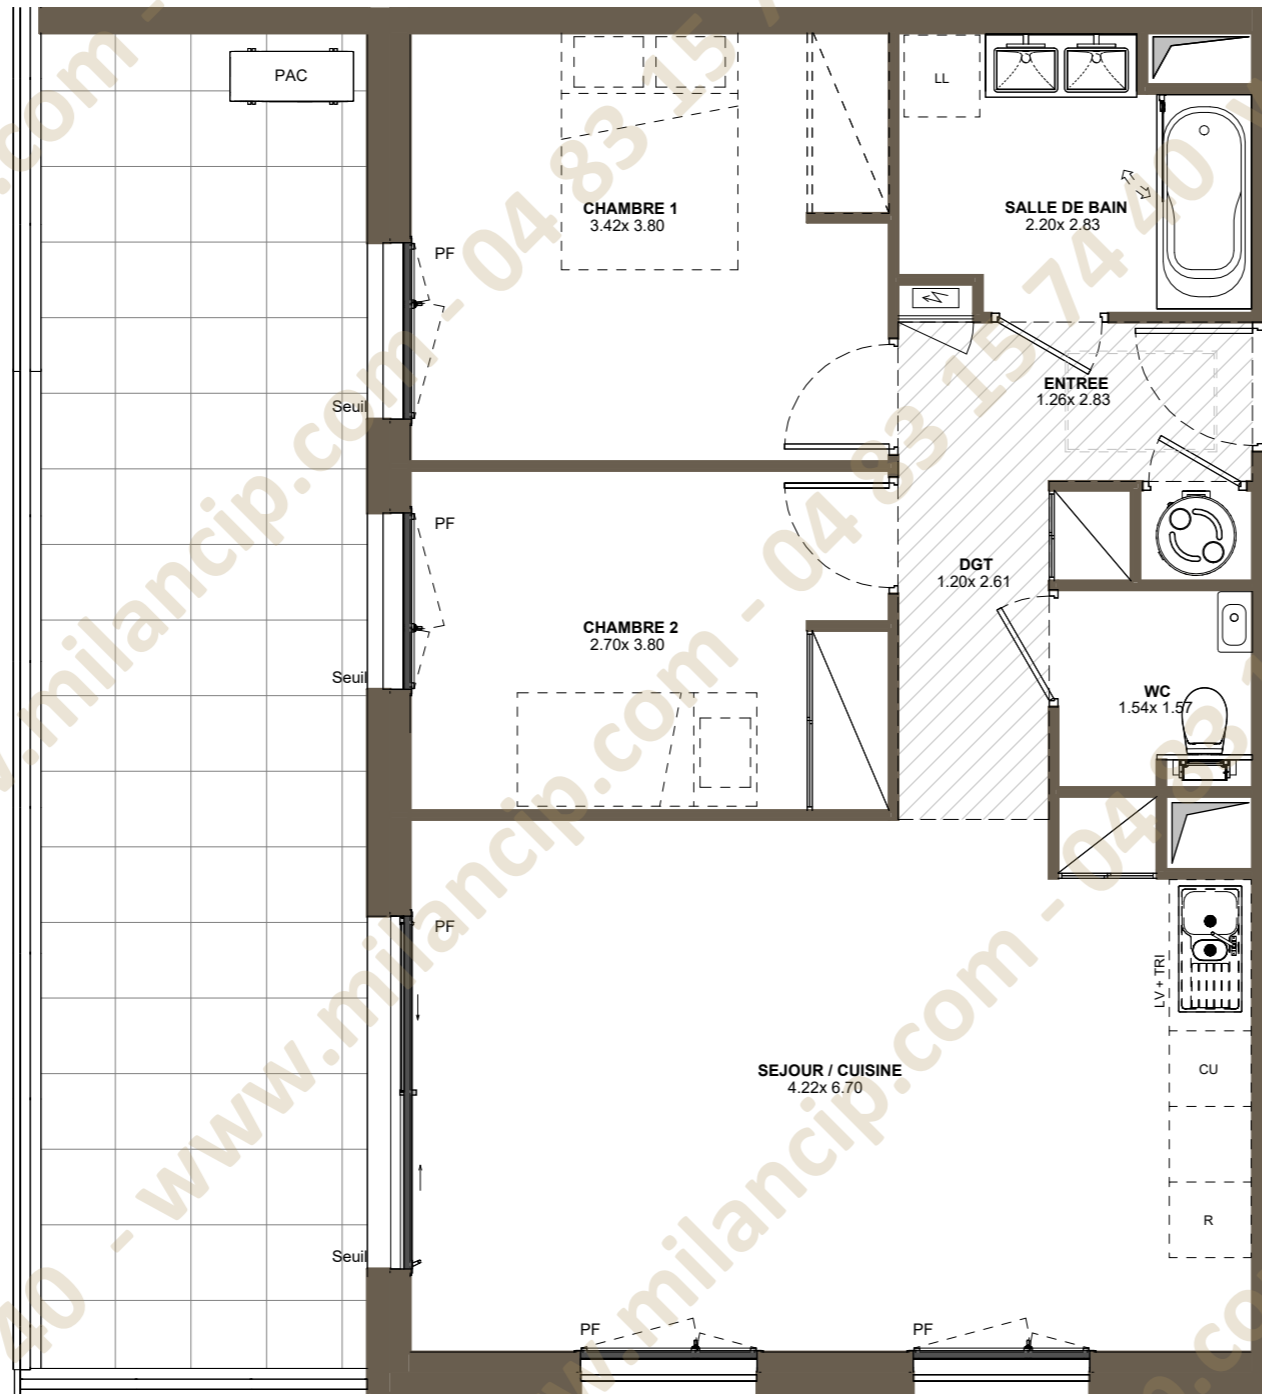 PAC
LL
CHAMBRE 1
3.42x 3.80
SALLE DE BAIN
2.20x 2.83
PF
Seuil
ENTREE
1.26x 2.83
PF
DGT
1.20x 2.61
CHAMBRE 2
2.70x 3.80
Seuil
WC
1.54x 1.57
PF
LV + TRI
SEJOUR / CUISINE
4.22x 6.70
CU
R
Seuil
PF
PF
www.milancip.com - 04 83 15 74 40
- www.milancip.com - 04 83 15 74 40
www.milancip.com - 04 83 1